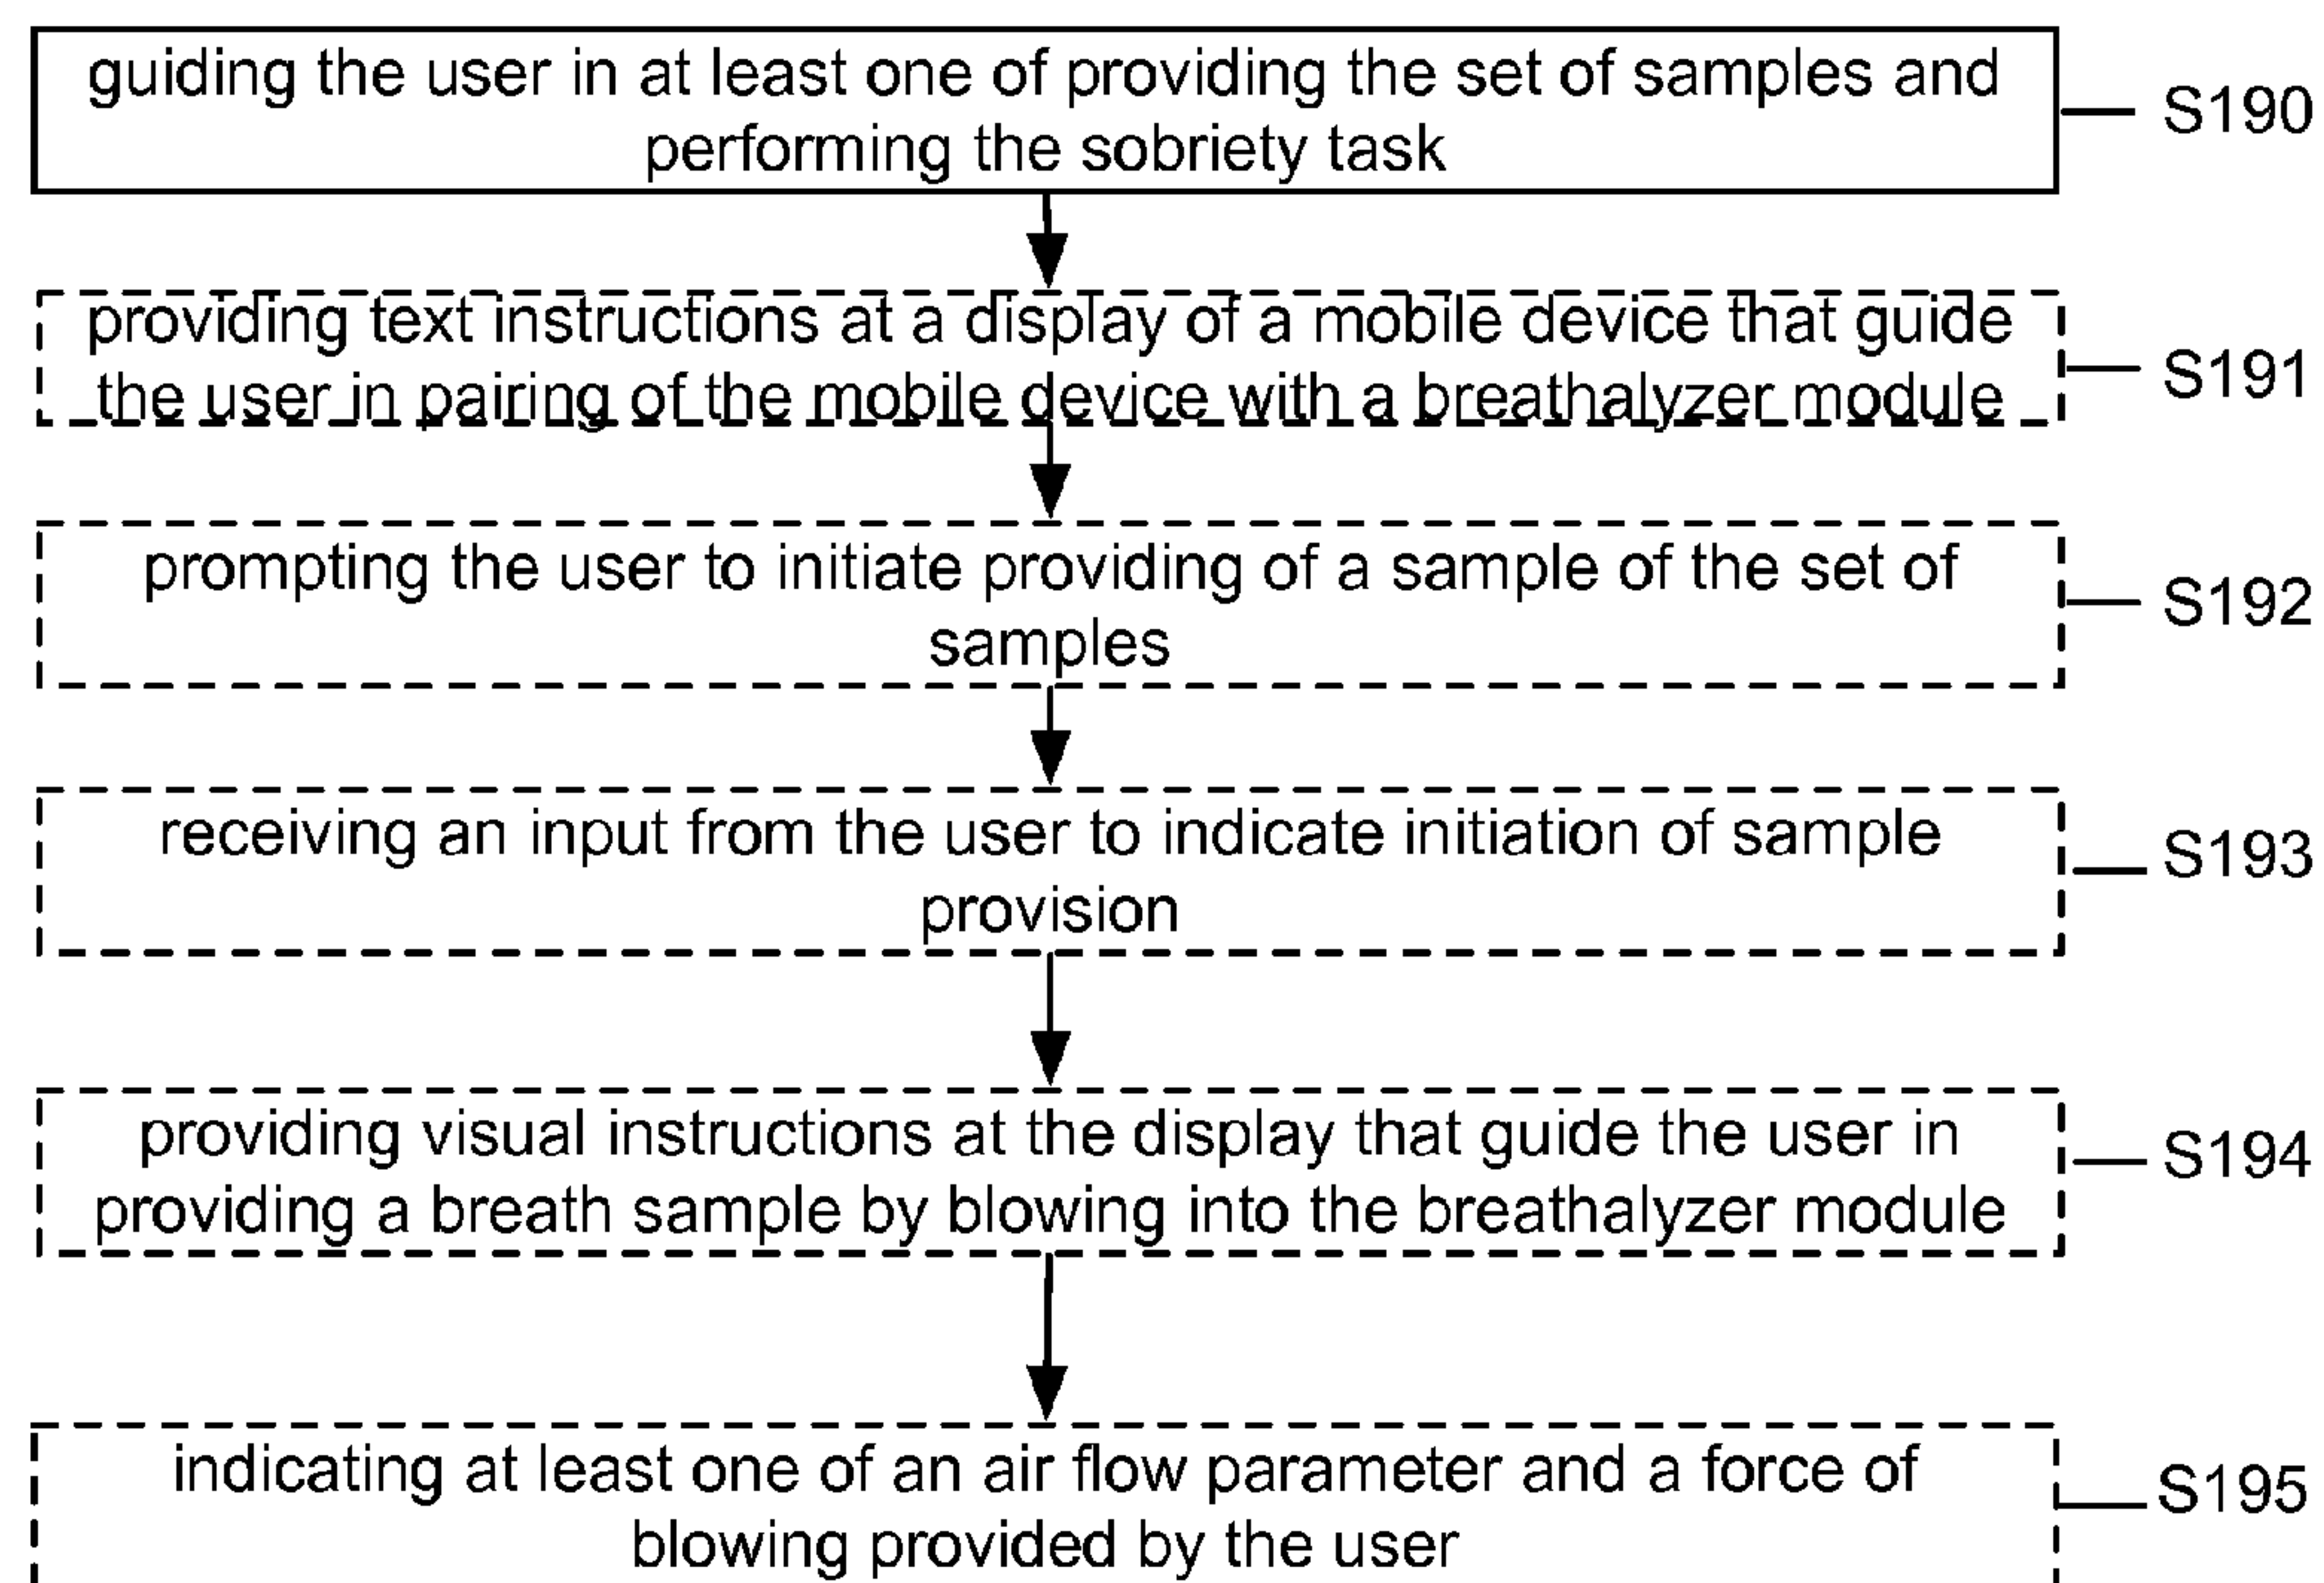 guiding the user in at least one of providing the set of samples and
performing the sobriety task
S190
providing text instructions at a display of a mobile device that guide
the user in pairing of the mobile device with a breathalyzer module
S191
prompting the user to initiate providing of a sample of the set of
samples
S192
receiving an input from the user to indicate initiation of sample
provision
S193
providing visual instructions at the display that guide the user in
providing a breath sample by blowing into the breathalyzer module
S194
indicating at least one of an air flow parameter and a force of
blowing provided by the user
S195